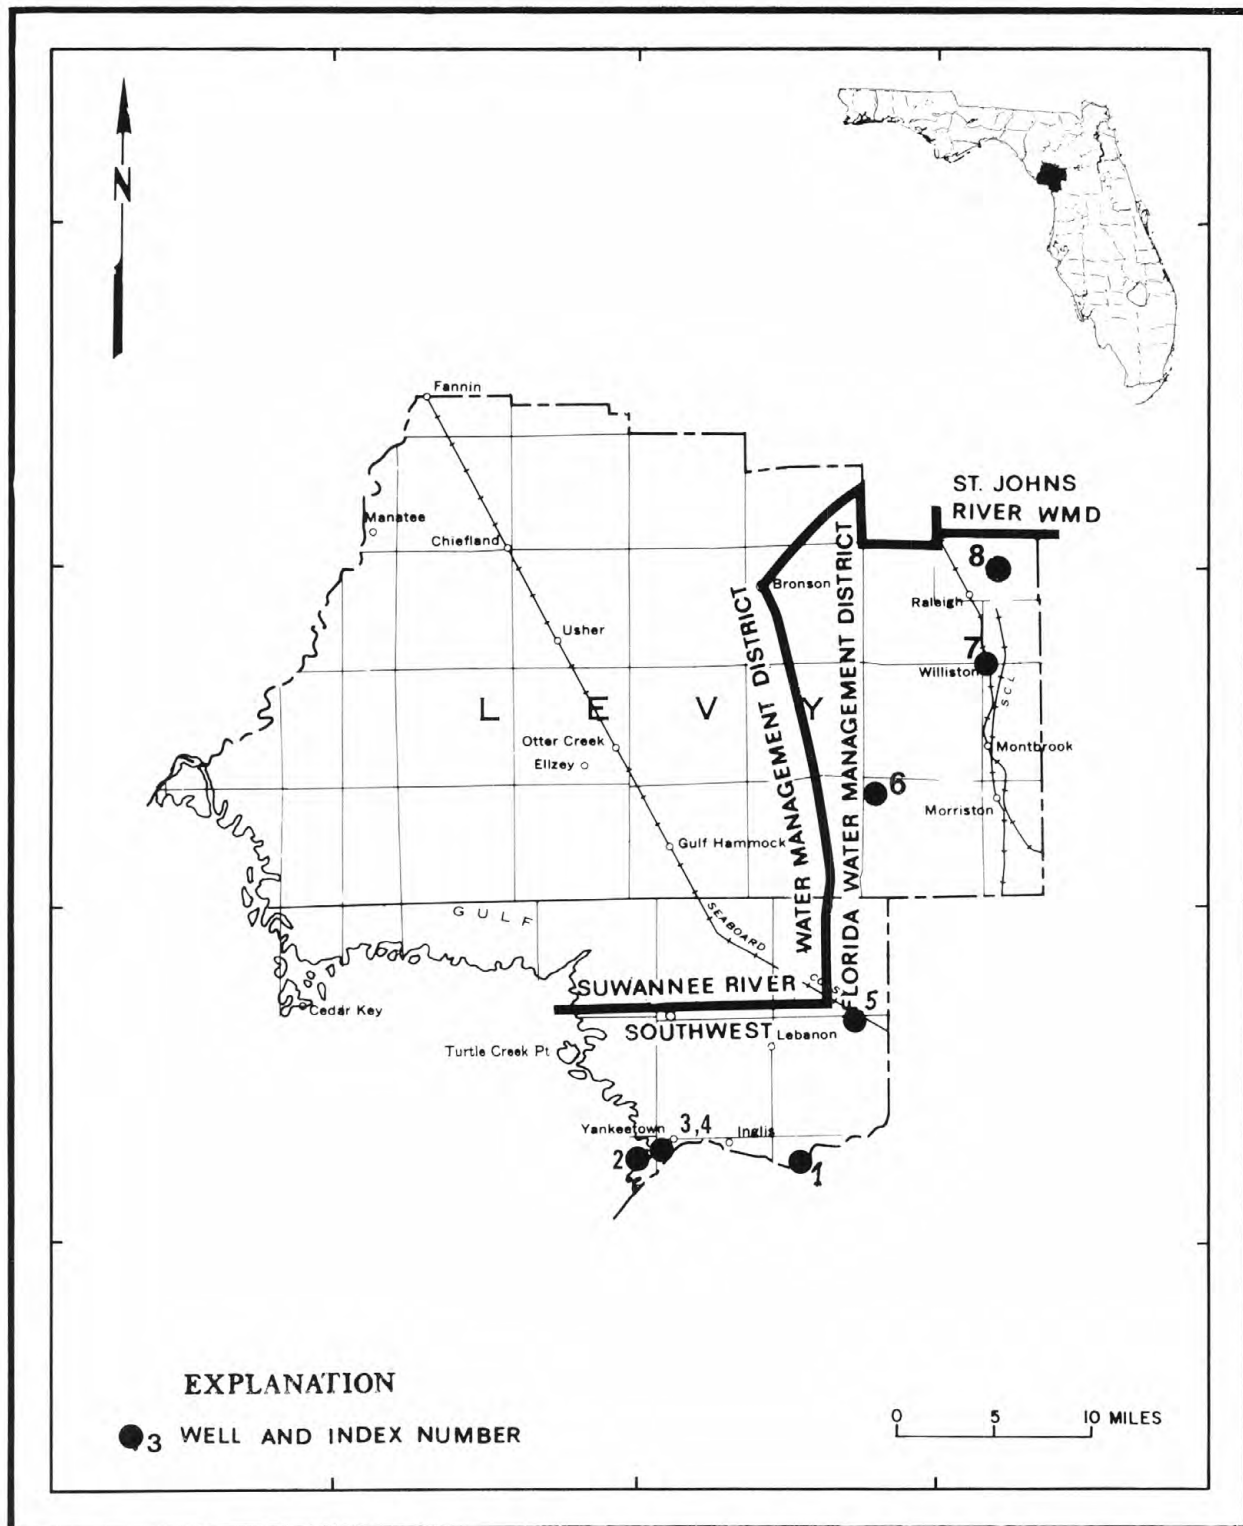 N
Fannin
Manatee
Chiefland
ST. JOHNS
RIVER WMD
8
Bronson
Raleigh
Usher
7
Williston
SCL
L E V Y
Otter Creek
Ellzey
Montbrook
6
Morriston
Gulf Hammock
WATER MANAGEMENT DISTRICT
FLORIDA WATER MANAGEMENT DISTRICT
GULF
SEABOARD
COAST
SUWANNEE RIVER
5
Cedar Key
SOUTHWEST
Lebanon
Turtle Creek Pt
Yankeetown
3,4
Inglis
2
1
EXPLANATION
3 WELL AND INDEX NUMBER
0 5 10 MILES